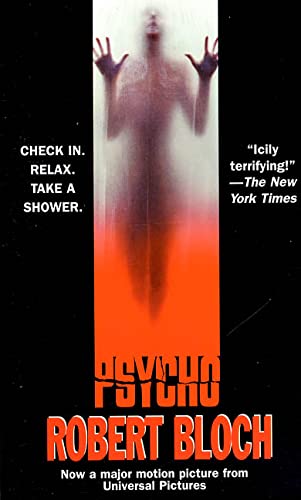 CHECK IN.
RELAX.
TAKE A
SHOWER.
“Icily
terrifying!”
—The New
York Times
PSYCHO
ROBERT BLOCH
Now a major motion picture from
Universal Pictures